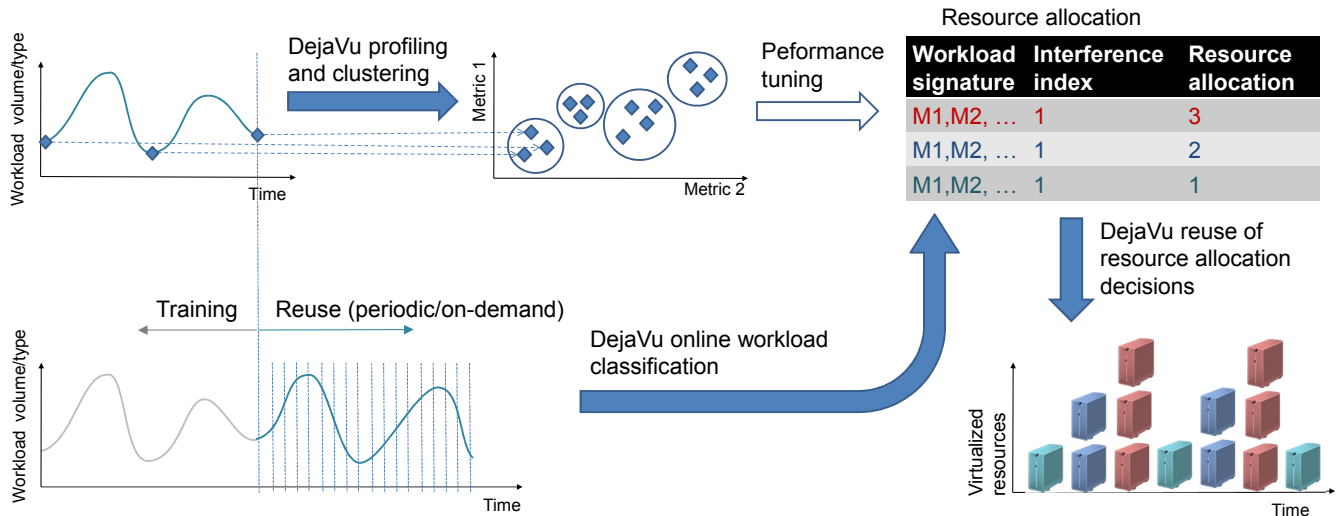 Workload volume/type
Time
DejaVu profiling
and clustering
Metric 1
Metric 2
Peformance
tuning
Resource allocation
Workload signature Interference index Resource allocation
M1,M2, … 1 3
M1,M2, … 1 2
M1,M2, … 1 1
DejaVu reuse of
resource allocation
decisions
Training
Reuse (periodic/on-demand)
Workload volume/type
Time
DejaVu online workload
classification
Virtualized
resources
Time